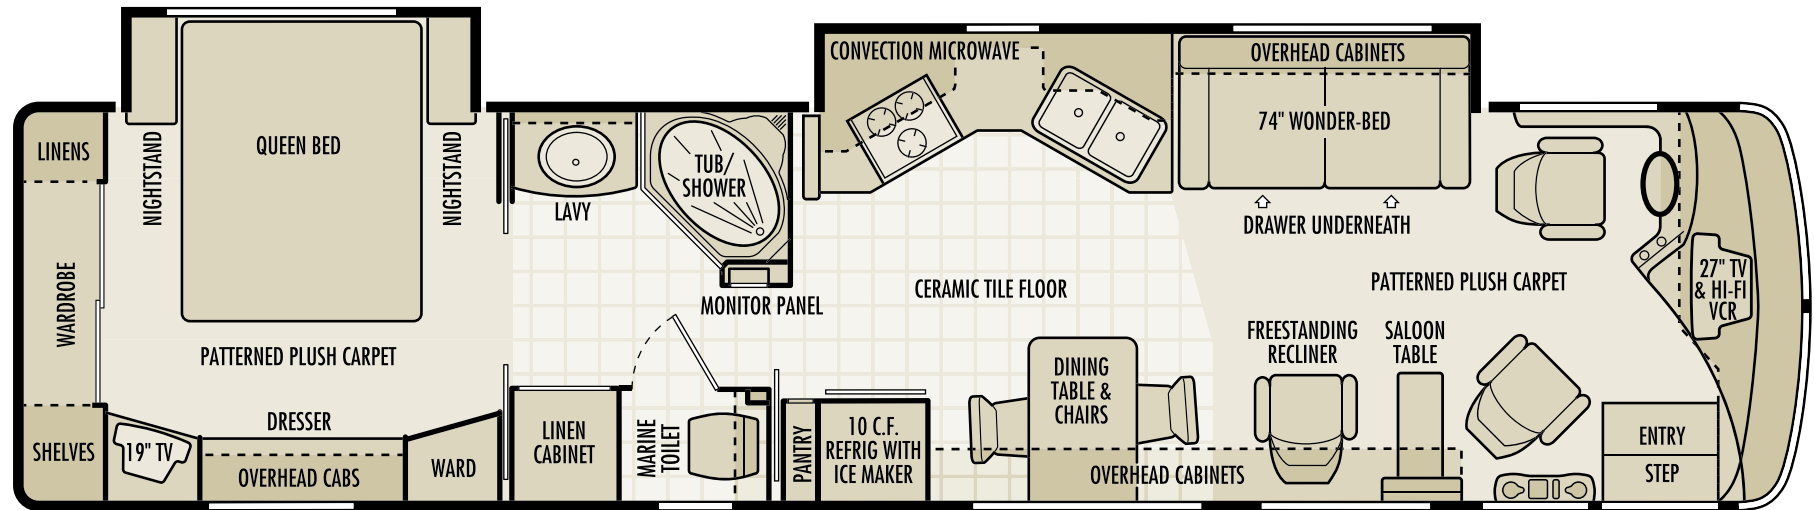 LINENS
WARDROBE
SHELVES
NIGHTSTAND
QUEEN BED
NIGHTSTAND
PATTERNED PLUSH CARPET
DRESSER
19" TV
OVERHEAD CABS
WARD
LAVY
TUB/
SHOWER
MONITOR PANEL
LINEN
CABINET
MARINE
TOILET
PANTRY
10 C.F.
REFRIG WITH
ICE MAKER
CONVECTION MICROWAVE
CERAMIC TILE FLOOR
DINING
TABLE &
CHAIRS
OVERHEAD CABINETS
OVERHEAD CABINETS
74" WONDER-BED
DRAWER UNDERNEATH
PATTERNED PLUSH CARPET
FREESTANDING
RECLINER
SALOON
TABLE
27" TV
& HI-FI
VCR
ENTRY
STEP